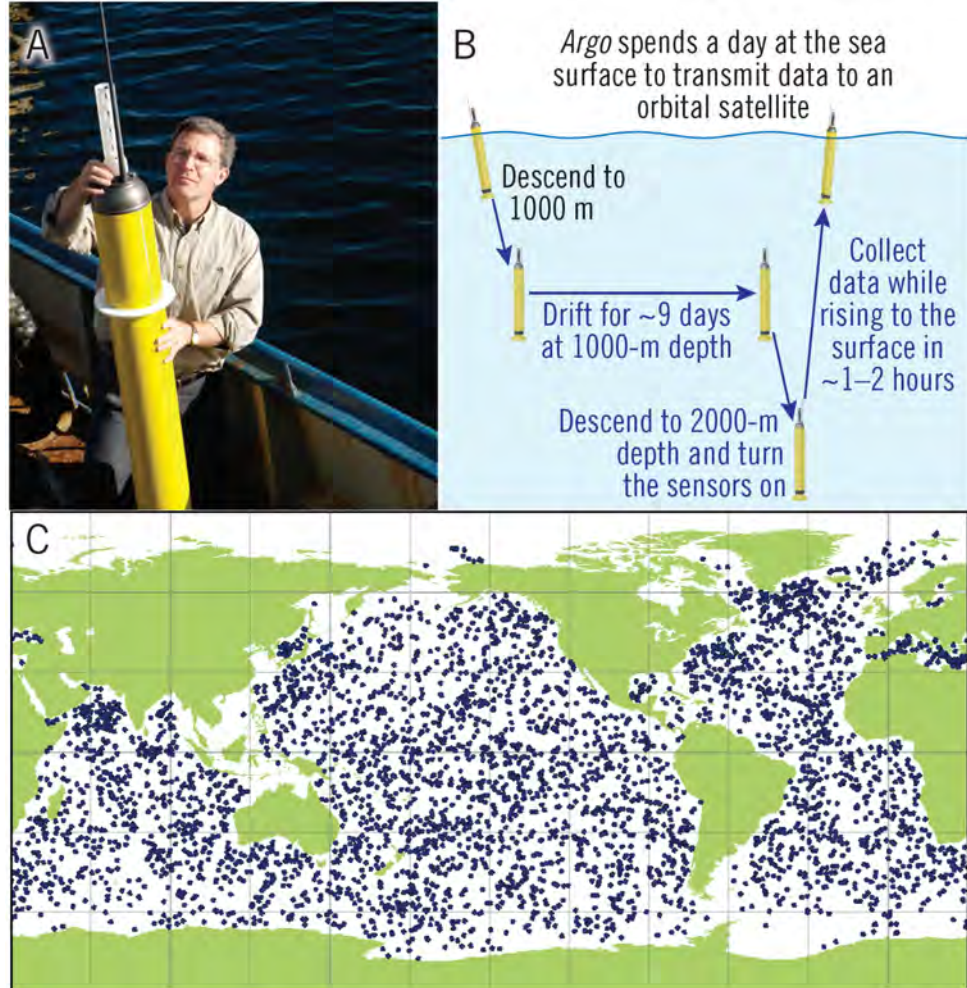 A
B
Argo spends a day at the sea
surface to transmit data to an
orbital satellite
Descend to
1000 m
Drift for ~9 days
at 1000-m depth
Collect
data while
rising to the
surface in
~1–2 hours
Descend to 2000-m
depth and turn
the sensors on
C